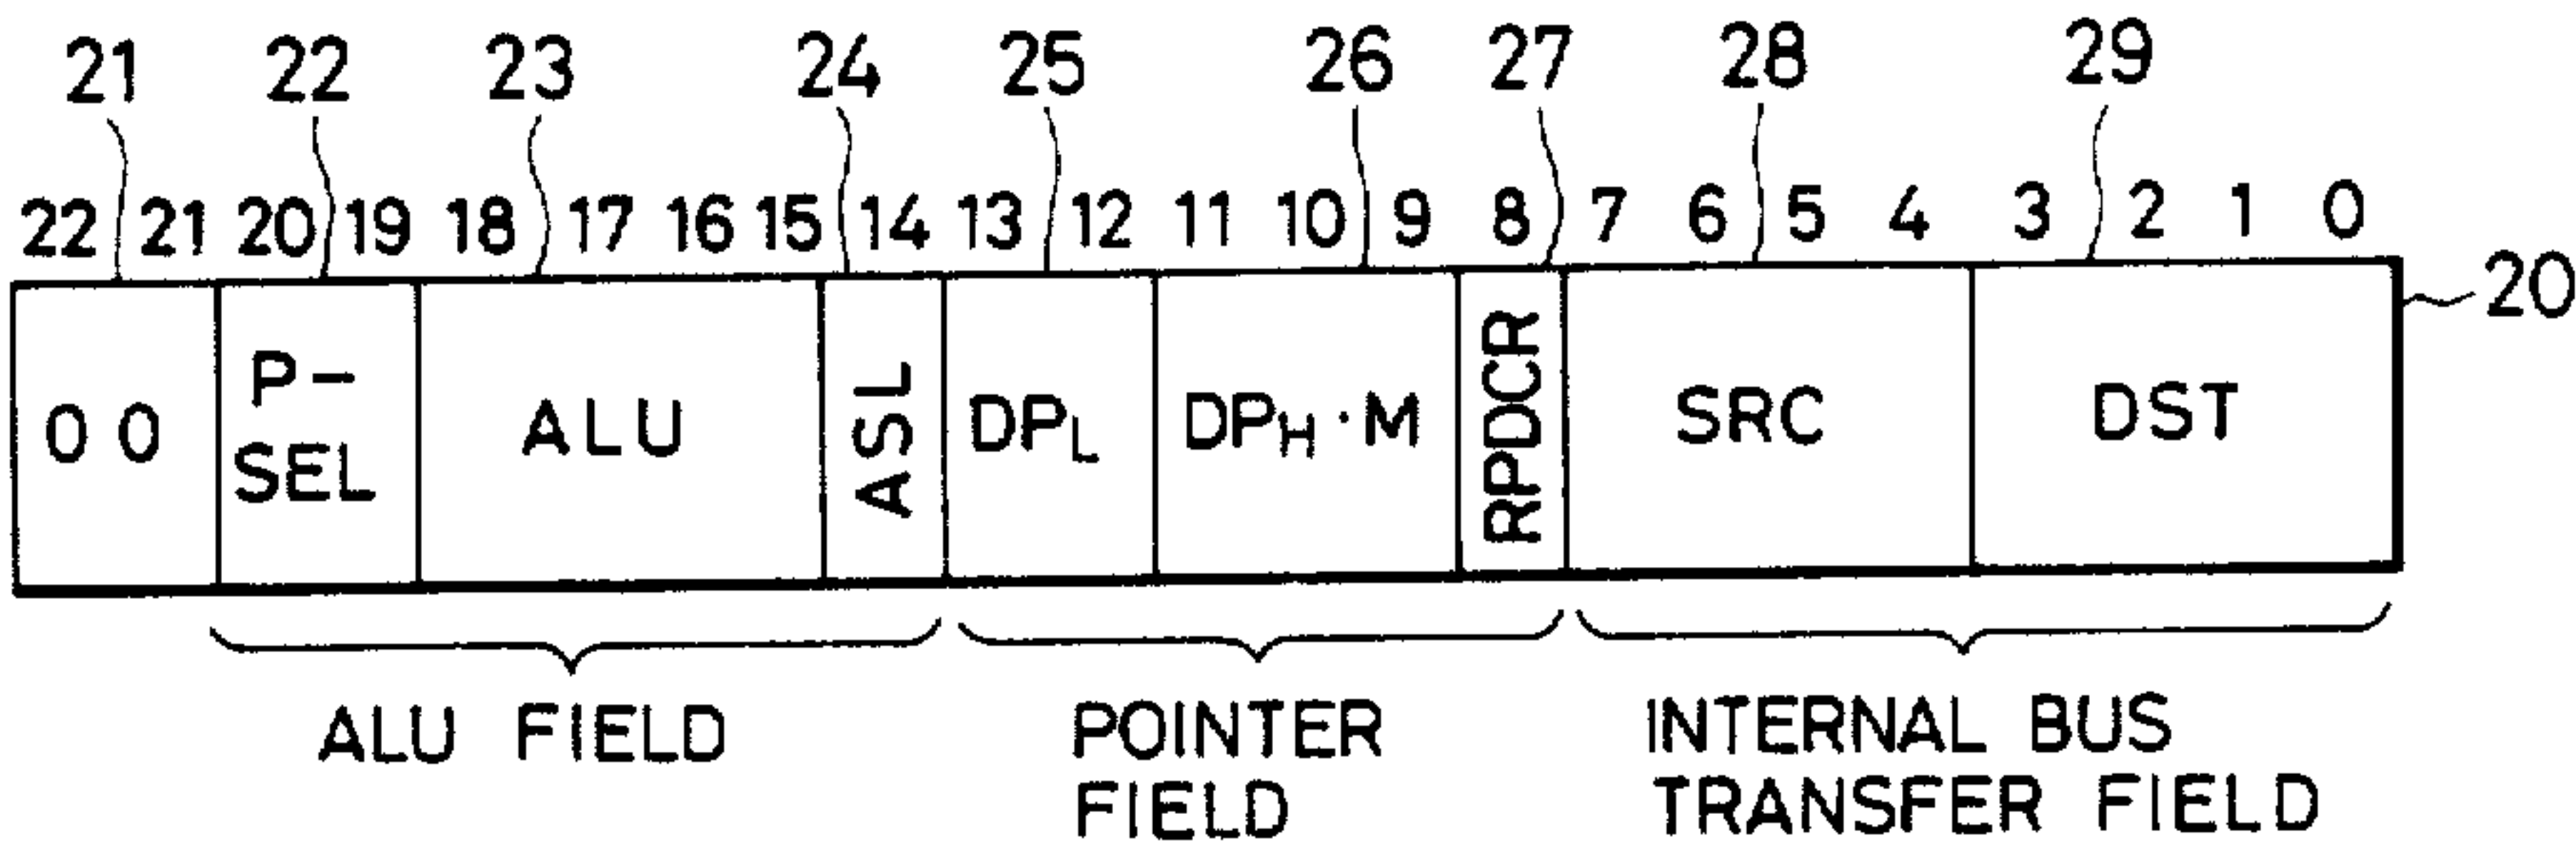 21 22 23 24 25 26 27 28 29
22 21 20 19 18 17 16 15 14 13 12 11 10 9 8 7 6 5 4 3 2 1 0
20
0 0 P-SEL ALU ASL DPL DPH·M RPDCR SRC DST
ALU FIELD
POINTER
FIELD
INTERNAL BUS
TRANSFER FIELD